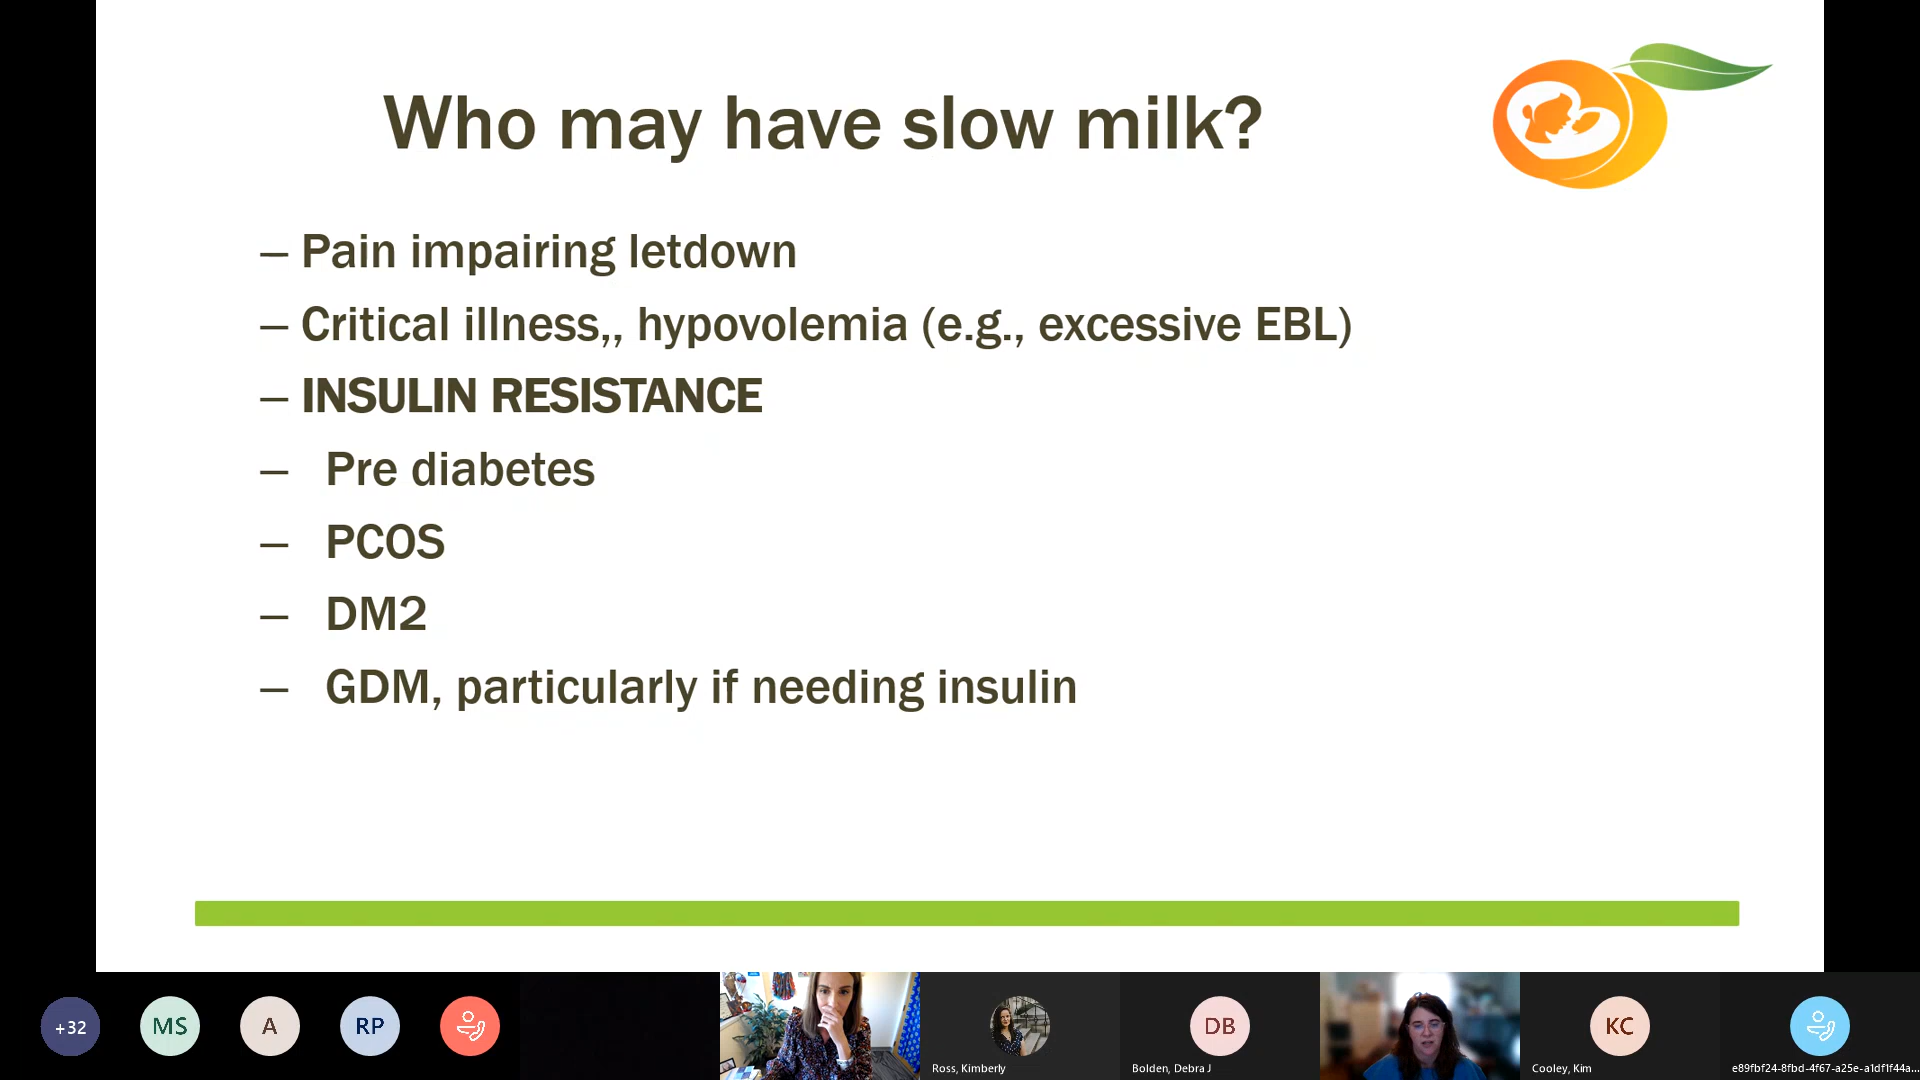 Who may have slow milk?
– Pain impairing letdown
– Critical illness,, hypovolemia (e.g., excessive EBL)
– INSULIN RESISTANCE
– Pre diabetes
– PCOS
– DM2
– GDM, particularly if needing insulin
+32
MS
A
RP
DB
KC
Ross, Kimberly
Bolden, Debra J
Cooley, Kim
e89fbf24-8fbd-4f67-a25e-a1df1f44a...